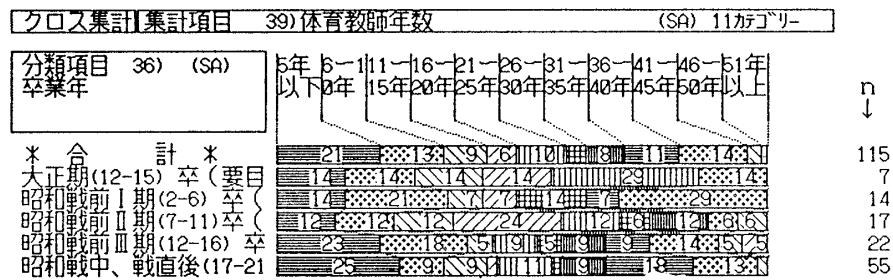 クロス集計 集計項目 39)体育教師年数 (SA) 11カテゴリー
分類項目 36) (SA)
卒業年
5年 6〜1 11〜 16〜 21〜 26〜 31〜 36〜 41〜 46〜 51年
以下 0年 15年 20年 25年 30年 35年 40年 45年 50年 以上
n
↓
* 合 計 * 21 13 9 6 10 8 11 14 115
大正期(12-15) 卒(要目 14 14 14 14 29 14 7
昭和戦前Ⅰ期(2-6) 卒( 14 21 7 7 14 7 29 14
昭和戦前Ⅱ期(7-11)卒( 12 12 12 24 12 6 12 6 6 17
昭和戦前Ⅲ期(12-16) 卒 23 18 5 9 5 9 9 14 5 5 22
昭和戦中、戦直後(17-21 25 9 9 11 9 18 13 55